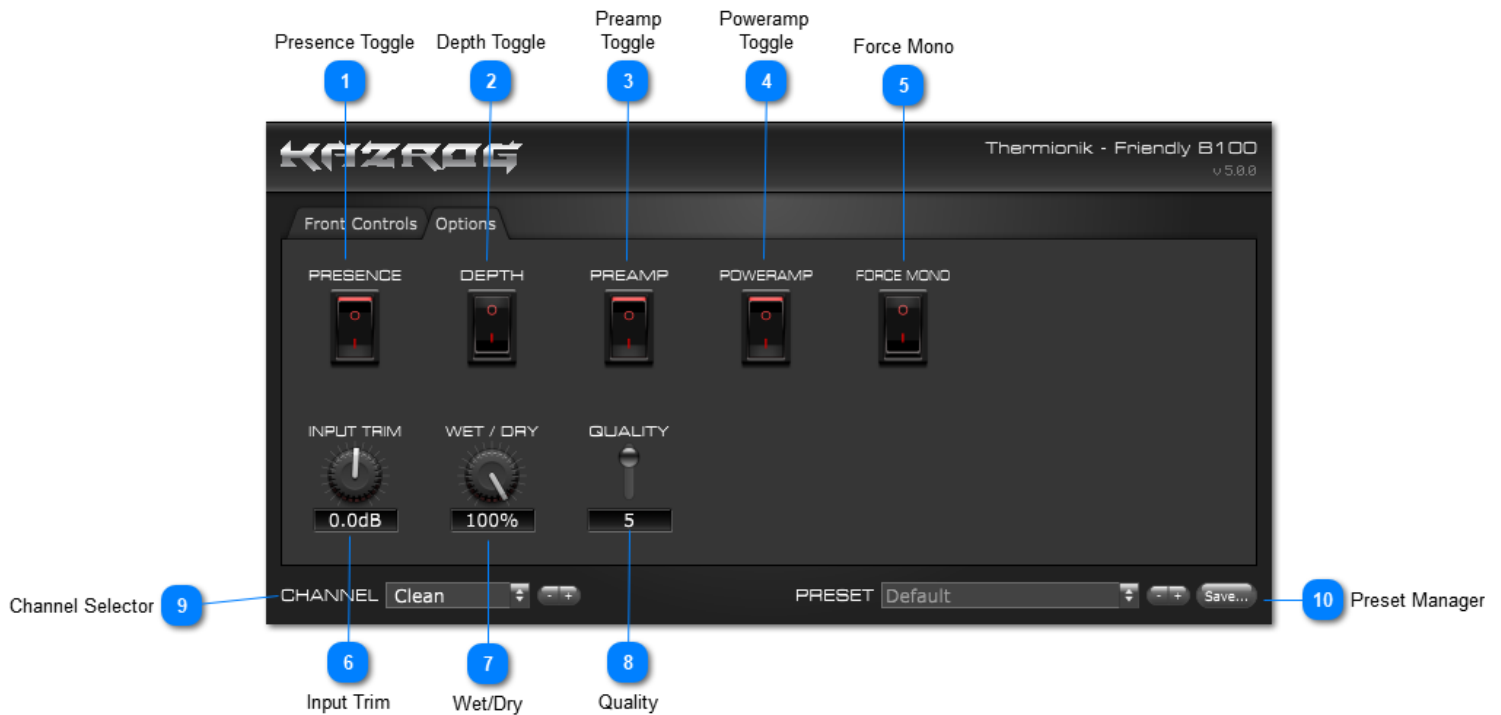 Preamp
Toggle
Poweramp
Toggle
Presence Toggle
Depth Toggle
Force Mono
1
2
3
4
5
KAZROG
Thermionik - Friendly B100
v 5.0.0
Front Controls
Options
PRESENCE
DEPTH
PREAMP
POWERAMP
FORCE MONO
INPUT TRIM
WET / DRY
QUALITY
0.0dB
100%
5
Channel Selector
9
CHANNEL
Clean
- +
PRESET
Default
- +
Save...
10
Preset Manager
6
7
8
Input Trim
Wet/Dry
Quality